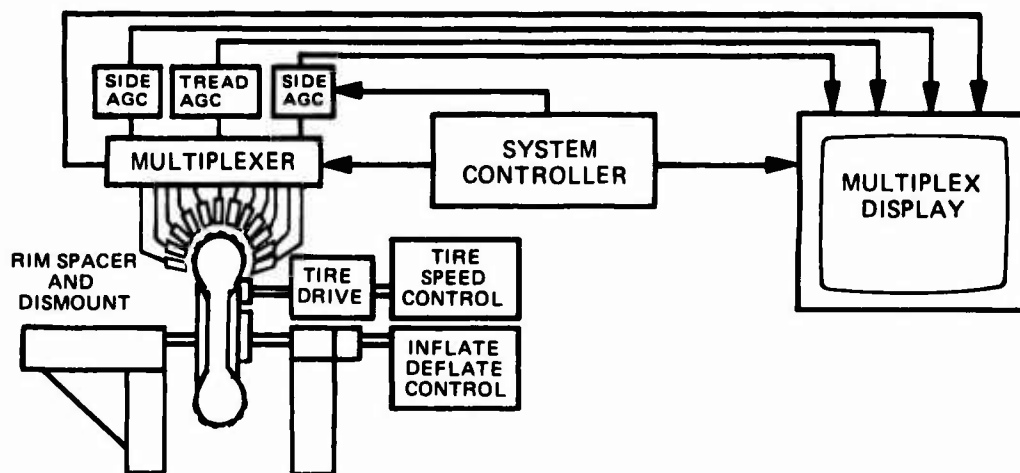 SIDE
AGC
TREAD
AGC
SIDE
AGC
MULTIPLEXER
SYSTEM
CONTROLLER
MULTIPLEX
DISPLAY
RIM SPACER
AND
DISMOUNT
TIRE
DRIVE
TIRE
SPEED
CONTROL
INFLATE
DEFLATE
CONTROL